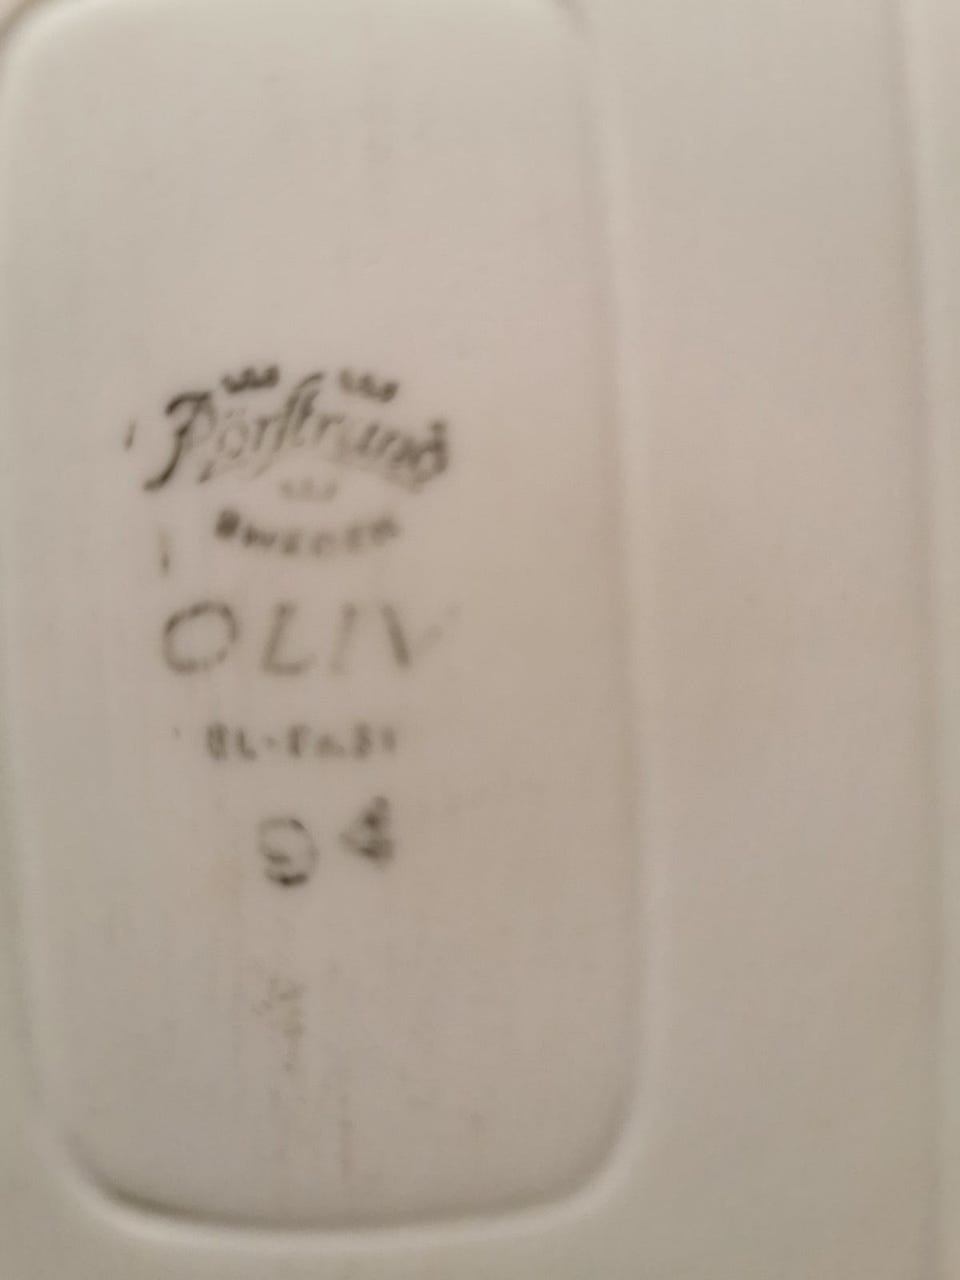 Rörstrand
SWEDEN
OLIV
94